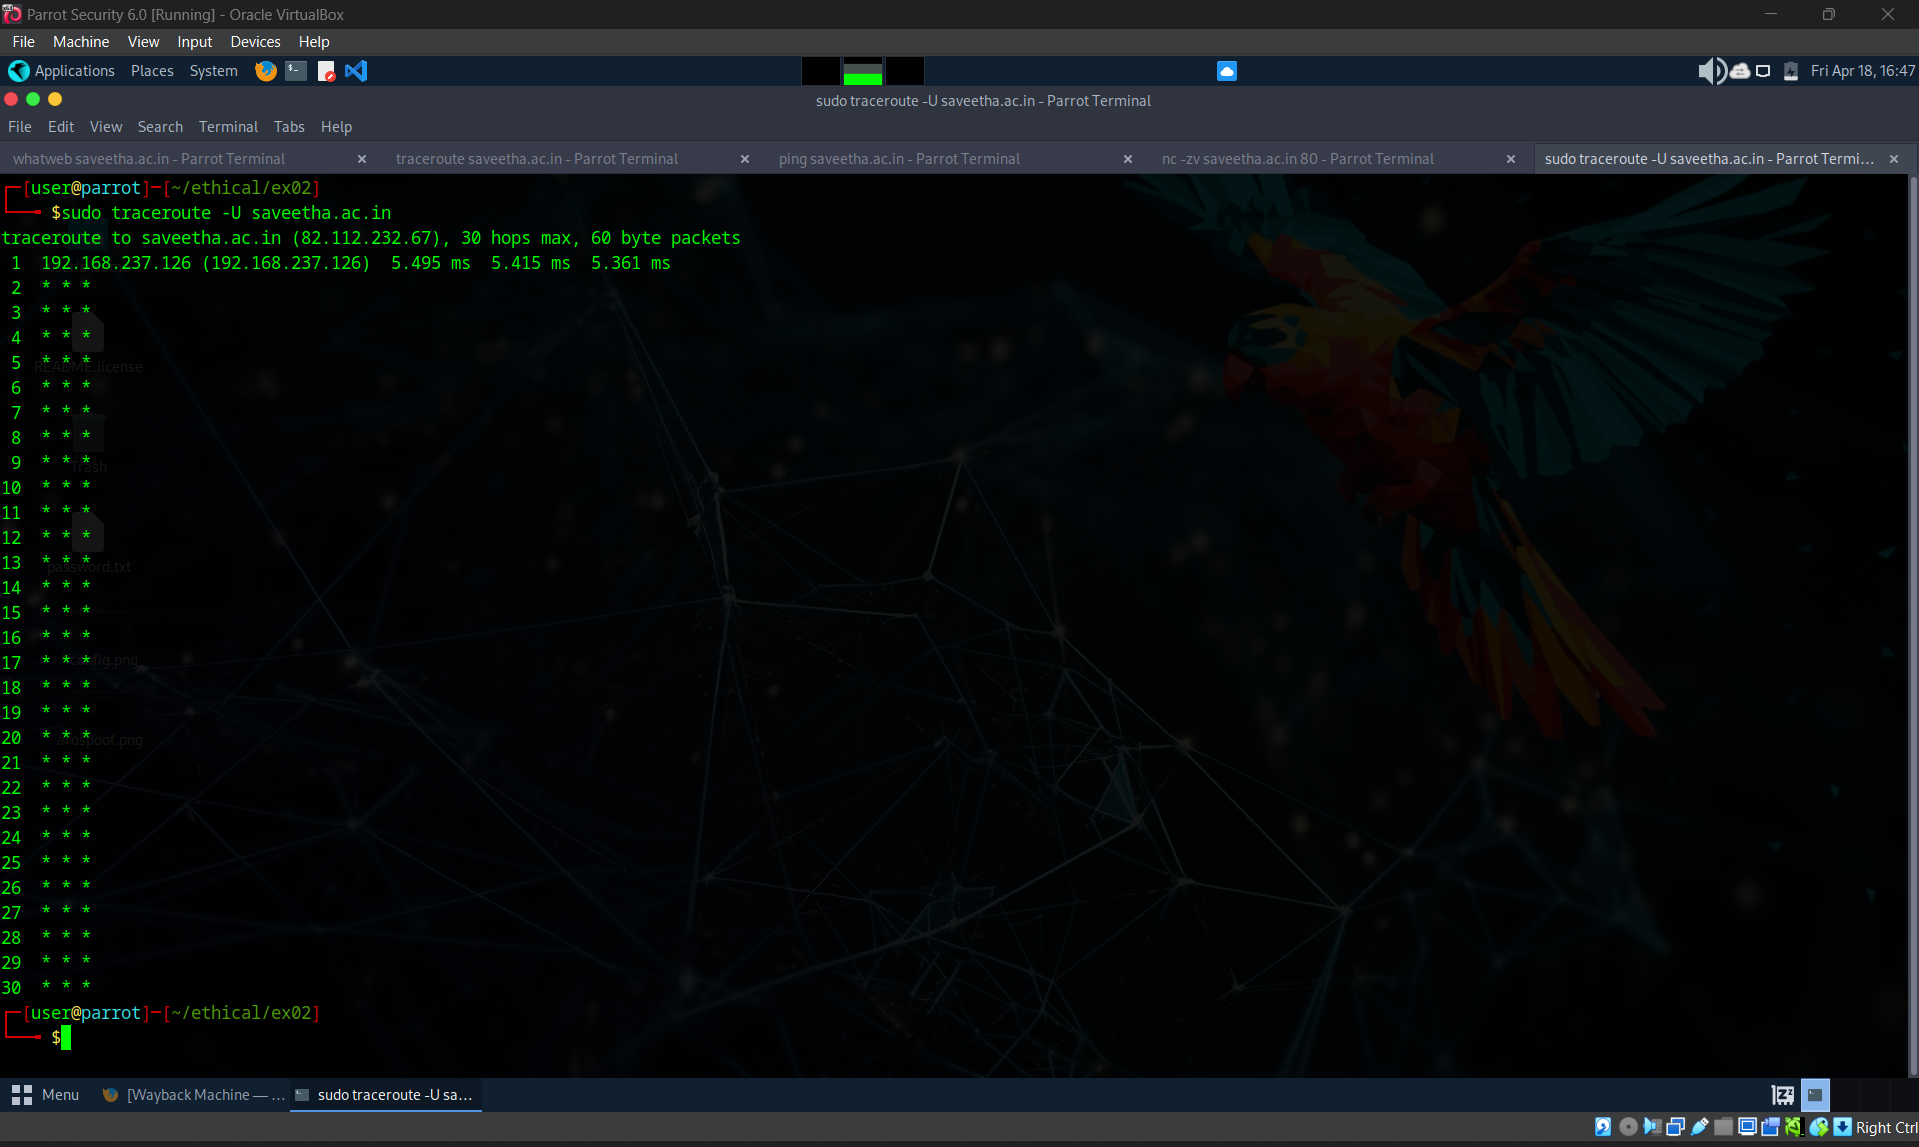 Parrot Security 6.0 [Running] - Oracle VirtualBox
File Machine View Input Devices Help
Applications Places System Fri Apr 18, 16:47
sudo traceroute -U saveetha.ac.in - Parrot Terminal
File Edit View Search Terminal Tabs Help
whatweb saveetha.ac.in - Parrot Terminal × traceroute saveetha.ac.in - Parrot Terminal × ping saveetha.ac.in - Parrot Terminal × nc -zv saveetha.ac.in 80 - Parrot Terminal × sudo traceroute -U saveetha.ac.in - Parrot Termi... ×
[user@parrot]-[~/ethical/ex02]
$sudo traceroute -U saveetha.ac.in
traceroute to saveetha.ac.in (82.112.232.67), 30 hops max, 60 byte packets
1 192.168.237.126 (192.168.237.126) 5.495 ms 5.415 ms 5.361 ms
2 * * *
3 * * *
4 * * *
5 * * *
README.license
6 * * *
7 * * *
8 * * *
9 * * *
Trash
10 * * *
11 * * *
12 * * *
13 * * *
password.txt
14 * * *
15 * * *
16 * * *
17 * * *
18 * * *
19 * * *
20 * * *
21 * * *
22 * * *
23 * * *
24 * * *
25 * * *
26 * * *
27 * * *
28 * * *
29 * * *
30 * * *
[user@parrot]-[~/ethical/ex02]
$
Menu [Wayback Machine — ... sudo traceroute -U sa...
Right Ctrl